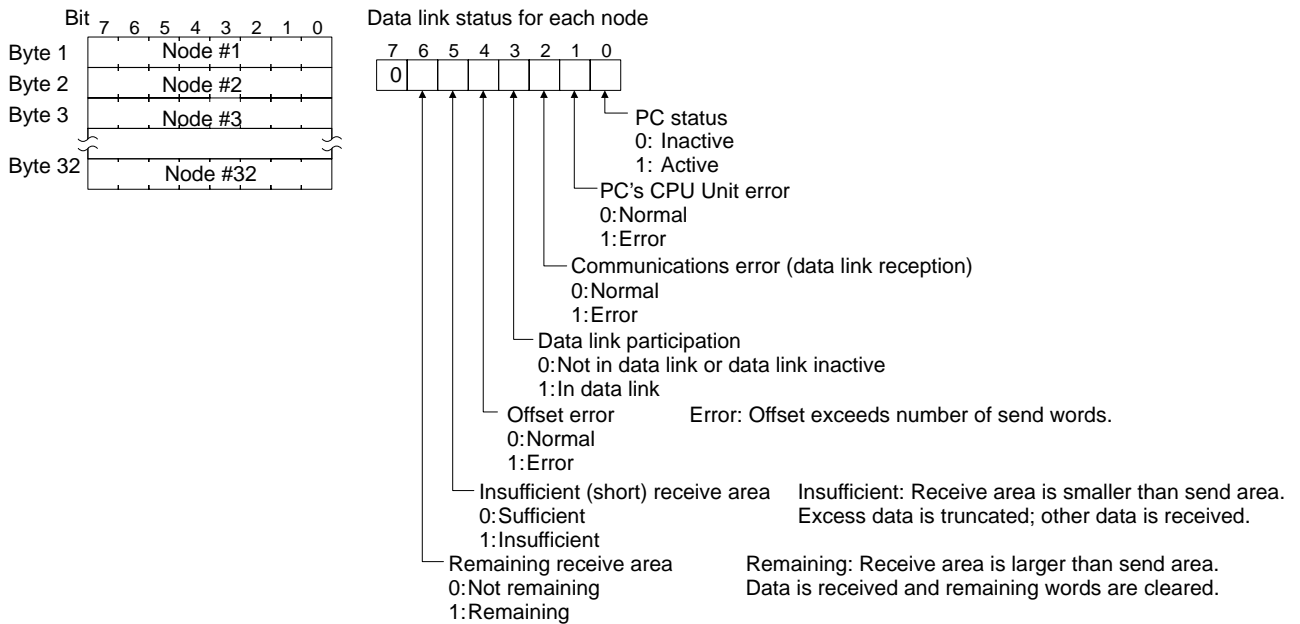 Bit 7 6 5 4 3 2 1 0
Byte 1 Node #1
Byte 2 Node #2
Byte 3 Node #3
Byte 32 Node #32
Data link status for each node
7 6 5 4 3 2 1 0
0
PC status
0: Inactive
1: Active
PC's CPU Unit error
0:Normal
1:Error
Communications error (data link reception)
0:Normal
1:Error
Data link participation
0:Not in data link or data link inactive
1:In data link
Offset error Error: Offset exceeds number of send words.
0:Normal
1:Error
Insufficient (short) receive area Insufficient: Receive area is smaller than send area.
0:Sufficient Excess data is truncated; other data is received.
1:Insufficient
Remaining receive area Remaining: Receive area is larger than send area.
0:Not remaining Data is received and remaining words are cleared.
1:Remaining